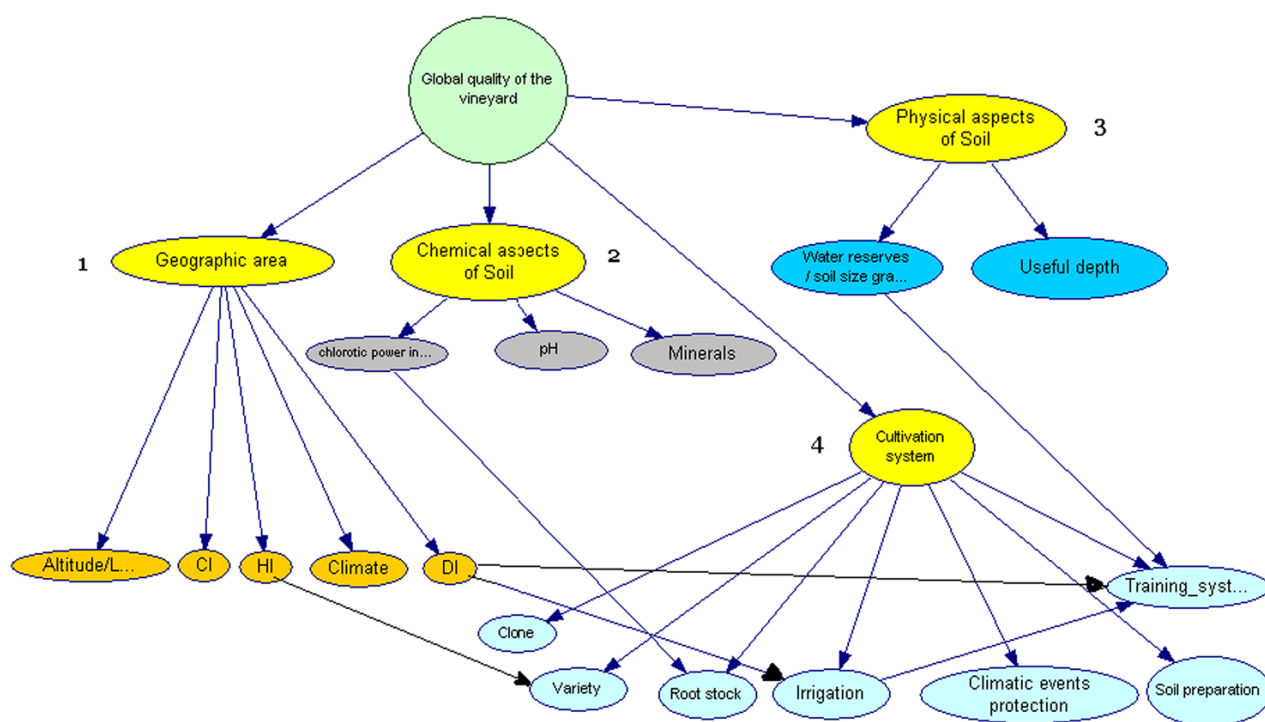 Global quality of the
vineyard
Physical aspects
of Soil
3
1
Geographic area
Chemical aspects
of Soil
2
Water reserves
/ soil size gra...
Useful depth
chlorotic power in...
pH
Minerals
4
Cultivation
system
Altitude/L...
CI
HI
Climate
DI
Training_syst...
Clone
Variety
Root stock
Irrigation
Climatic events
protection
Soil preparation